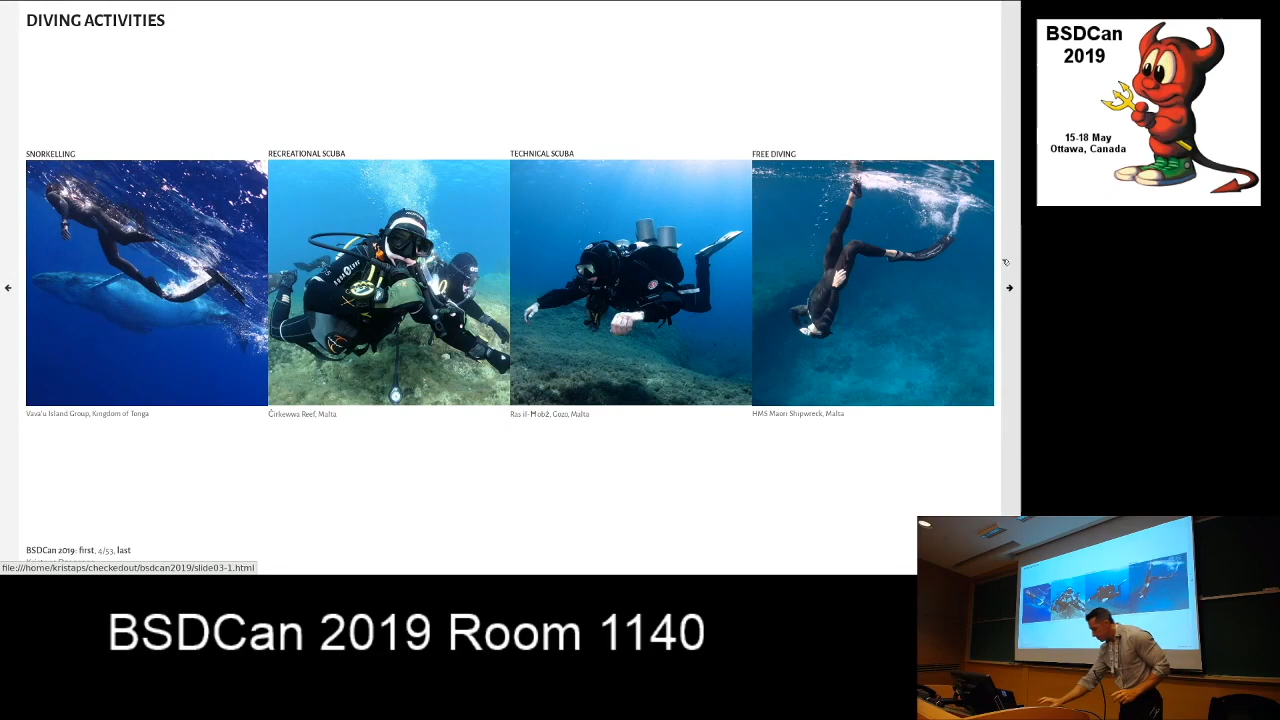 DIVING ACTIVITIES
SNORKELLING
RECREATIONAL SCUBA
TECHNICAL SCUBA
FREE DIVING
Vava'u Island Group, Kingdom of Tonga
Ċirkewwa Reef, Malta
Ras il-Ħobż, Gozo, Malta
HMS Maori Shipwreck, Malta
BSDCan 2019: first, 4/53, last
file:///home/kristaps/checkedout/bsdcan2019/slide03-1.html
BSDCan
2019
15-18 May
Ottawa, Canada
BSDCan 2019 Room 1140